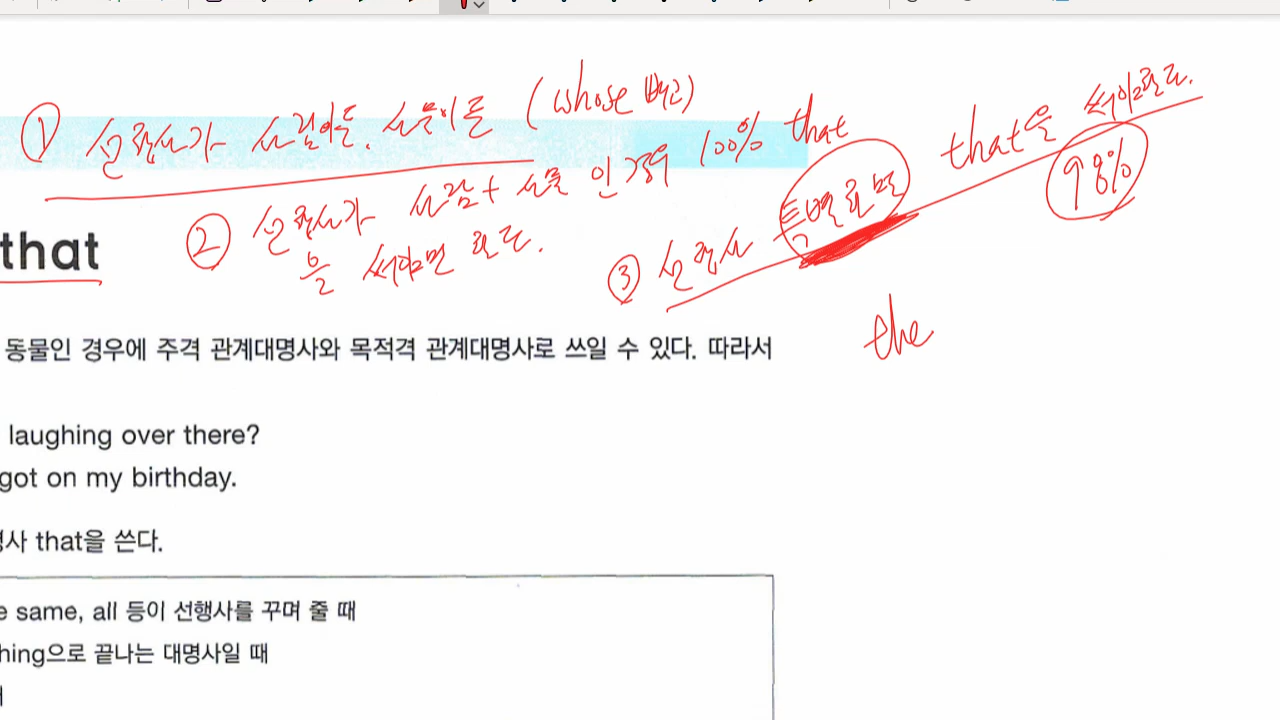 ① 선행사가 사람이든, 사물이든 (whose 빼고)
② 선행사가 사람+ 사물 인 경우 100% that
을 써야만 한다.
③ 선행사 특별하면 that을 써야한다.
98%
the
that
동물인 경우에 주격 관계대명사와 목적격 관계대명사로 쓰일 수 있다. 따라서
laughing over there?
got on my birthday.
사 that을 쓴다.
same, all 등이 선행사를 꾸며 줄 때
hing으로 끝나는 대명사일 때